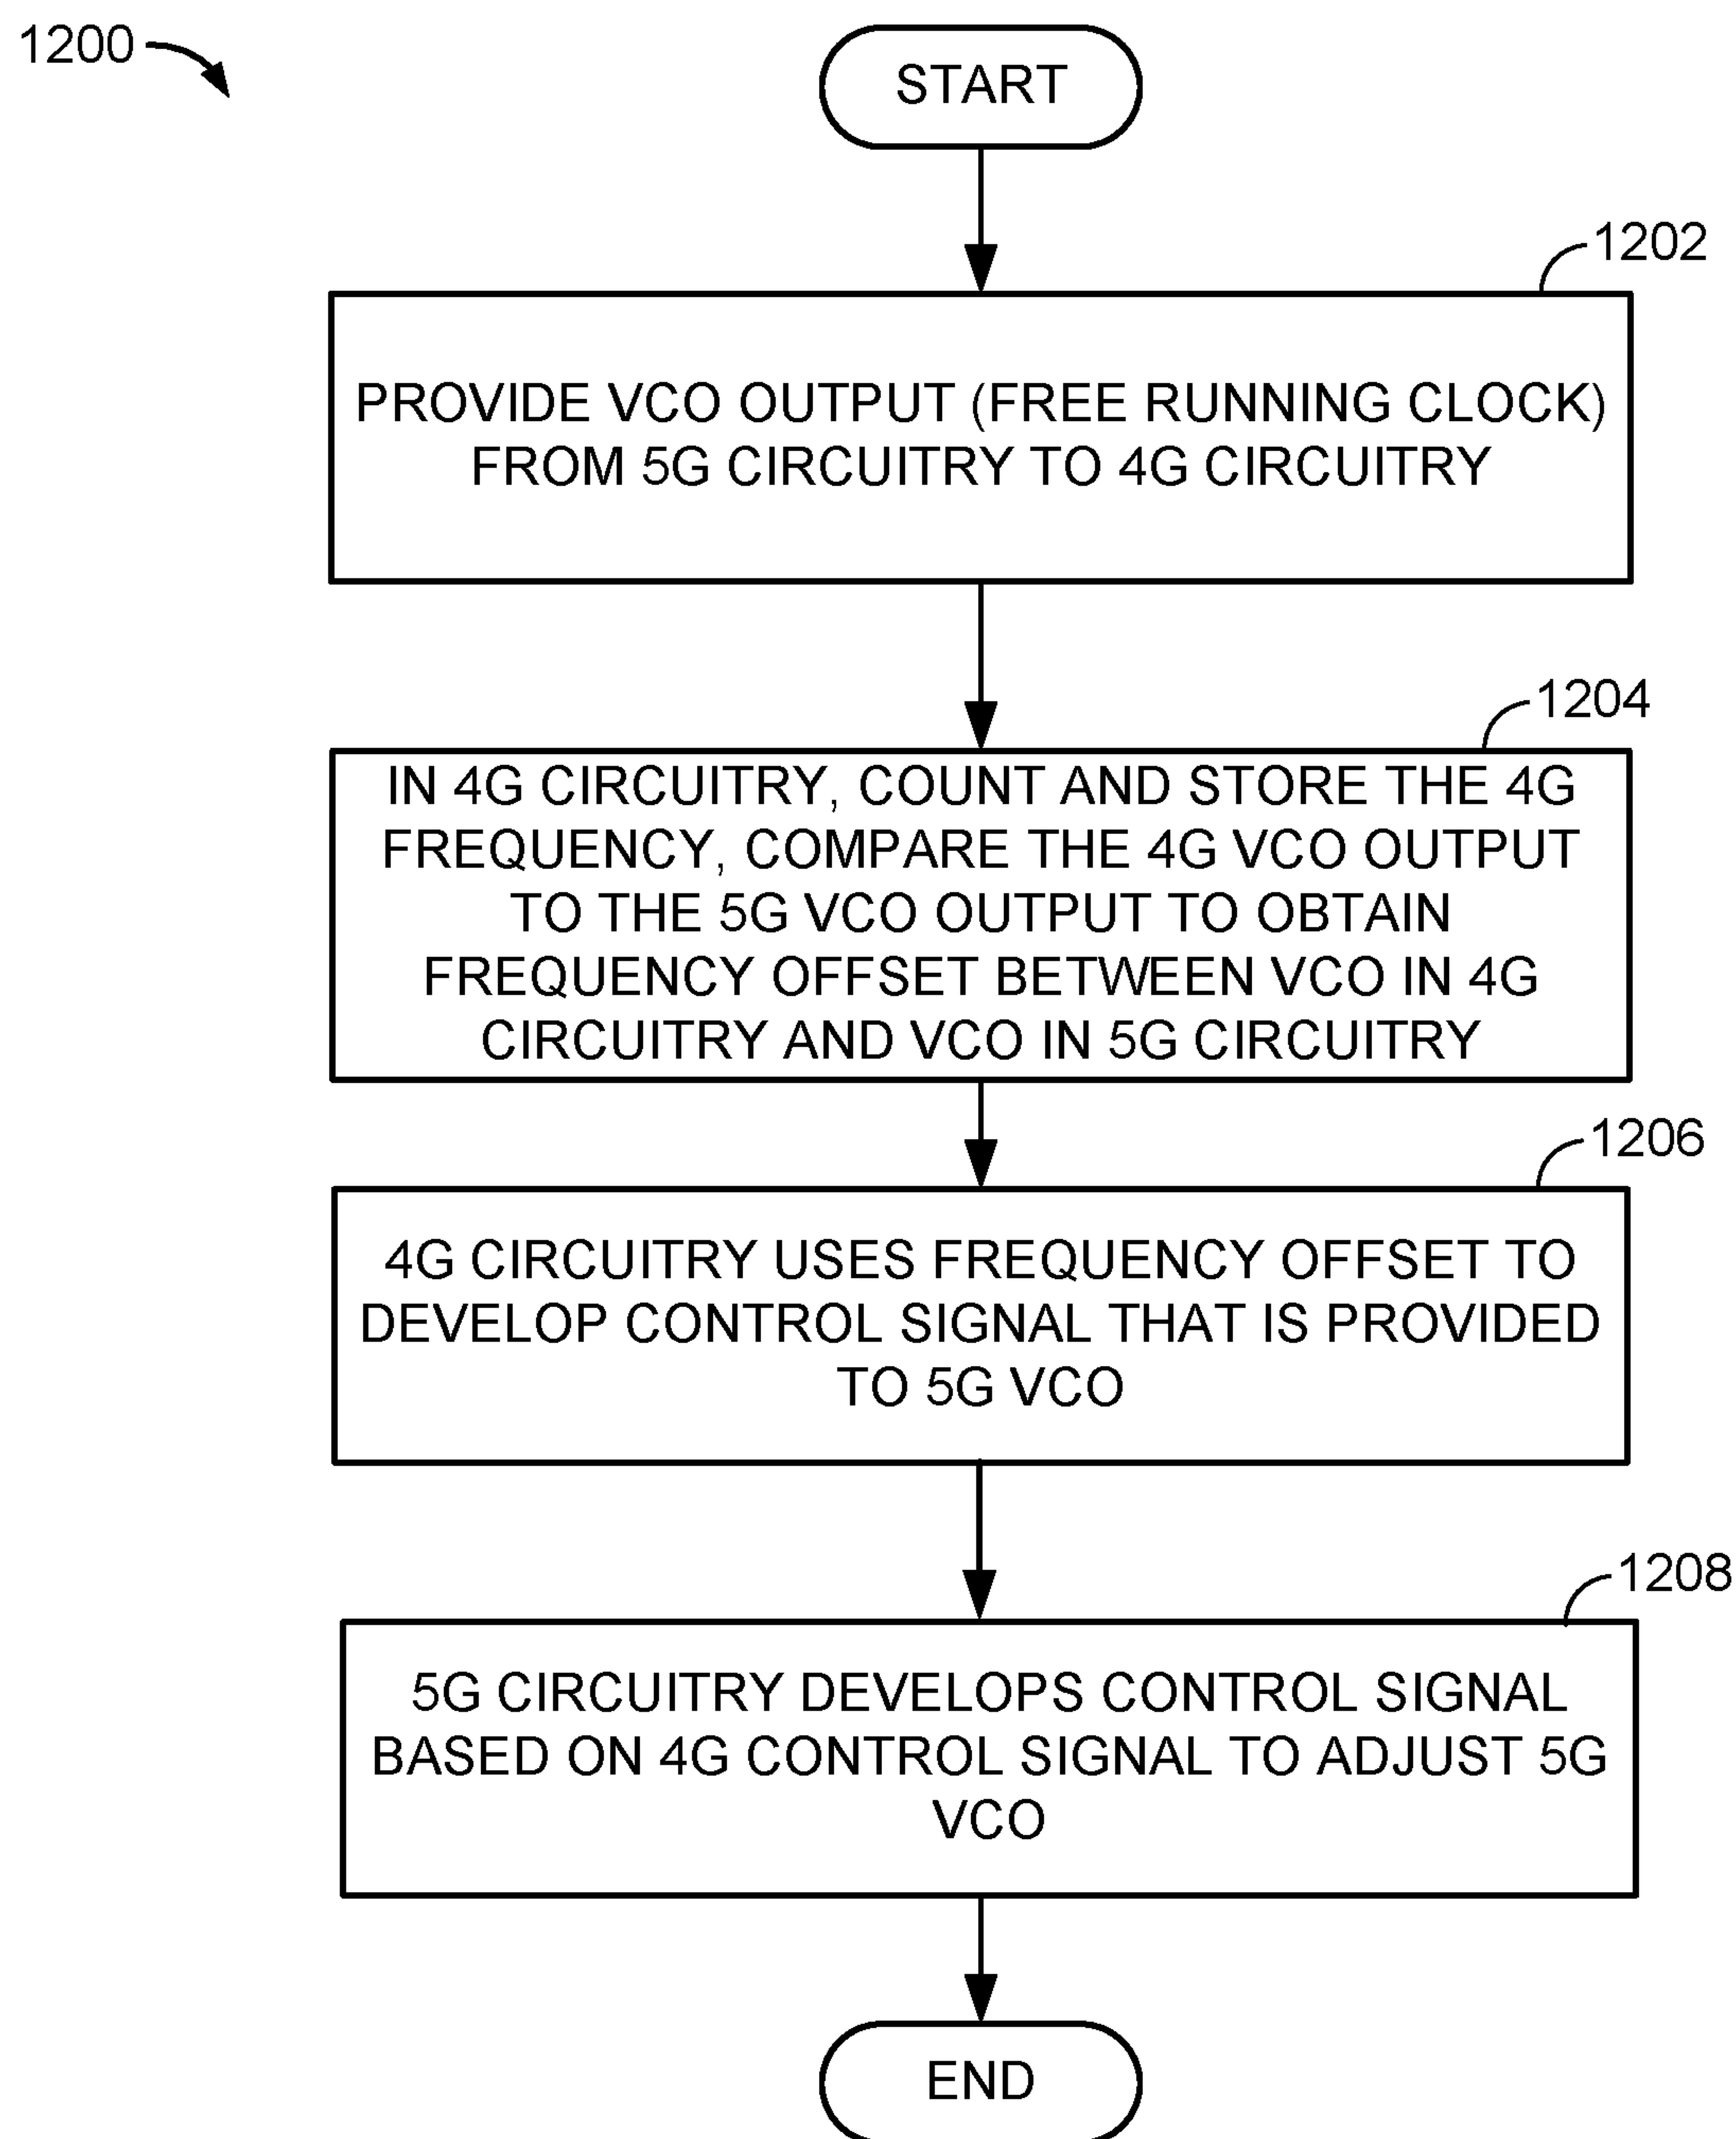 1200
START
1202
PROVIDE VCO OUTPUT (FREE RUNNING CLOCK)
FROM 5G CIRCUITRY TO 4G CIRCUITRY
1204
IN 4G CIRCUITRY, COUNT AND STORE THE 4G
FREQUENCY, COMPARE THE 4G VCO OUTPUT
TO THE 5G VCO OUTPUT TO OBTAIN
FREQUENCY OFFSET BETWEEN VCO IN 4G
CIRCUITRY AND VCO IN 5G CIRCUITRY
1206
4G CIRCUITRY USES FREQUENCY OFFSET TO
DEVELOP CONTROL SIGNAL THAT IS PROVIDED
TO 5G VCO
1208
5G CIRCUITRY DEVELOPS CONTROL SIGNAL
BASED ON 4G CONTROL SIGNAL TO ADJUST 5G
VCO
END